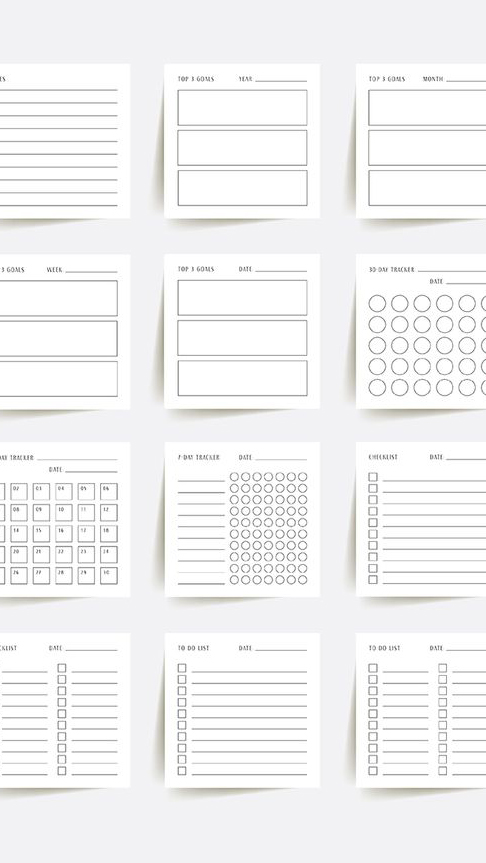 ES
TOP 3 GOALS YEAR
TOP 3 GOALS MONTH
3 GOALS WEEK
TOP 3 GOALS DATE
30-DAY TRACKER
DATE
AY TRACKER
DATE
02 03 04 05 06
08 09 10 11 12
14 15 16 17 18
20 21 22 23 24
26 27 28 29 30
7-DAY TRACKER DATE
CHECKLIST DATE
KLIST DATE
TO DO LIST DATE
TO DO LIST DATE